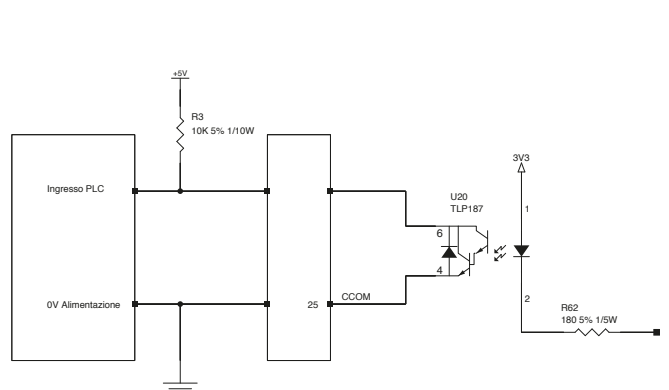 +5V
R3
10K 5% 1/10W
Ingresso PLC
0V Alimentazione
25
CCOM
U20
TLP187
6
4
3V3
1
2
R62
180 5% 1/5W